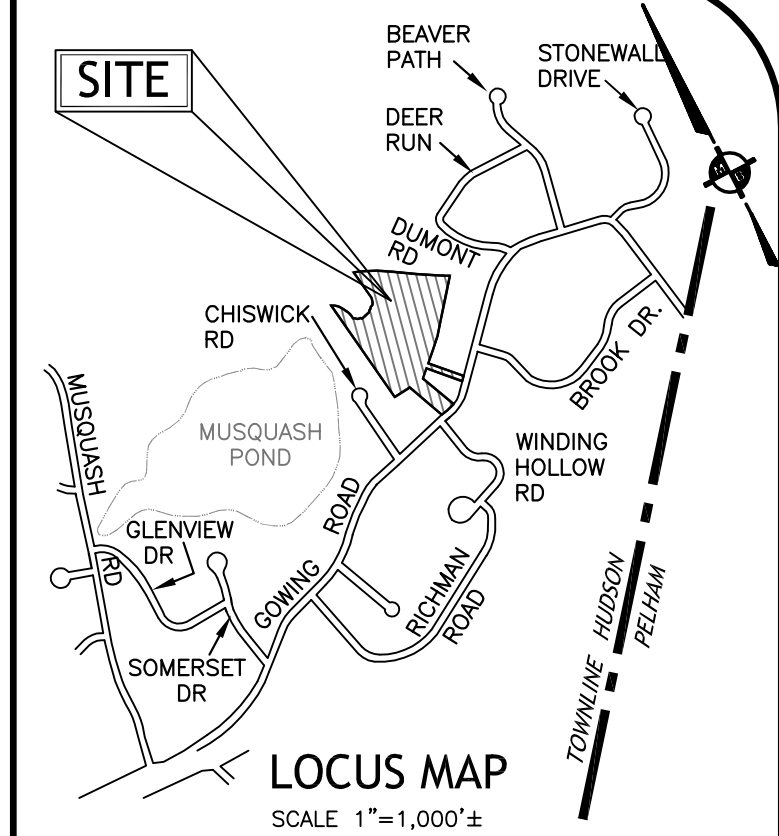 BEAVER
PATH
STONEWALL
DRIVE
SITE
DEER
RUN
DUMONT
RD
CHISWICK
RD
BROOK DR.
MUSQUASH
RD
MUSQUASH
POND
WINDING
HOLLOW
RD
GLENVIEW
DR
GOWING
ROAD
RICHMAN
ROAD
SOMERSET
DR
TOWNLINE
HUDSON
PELHAM
LOCUS MAP
SCALE 1"=1,000'±